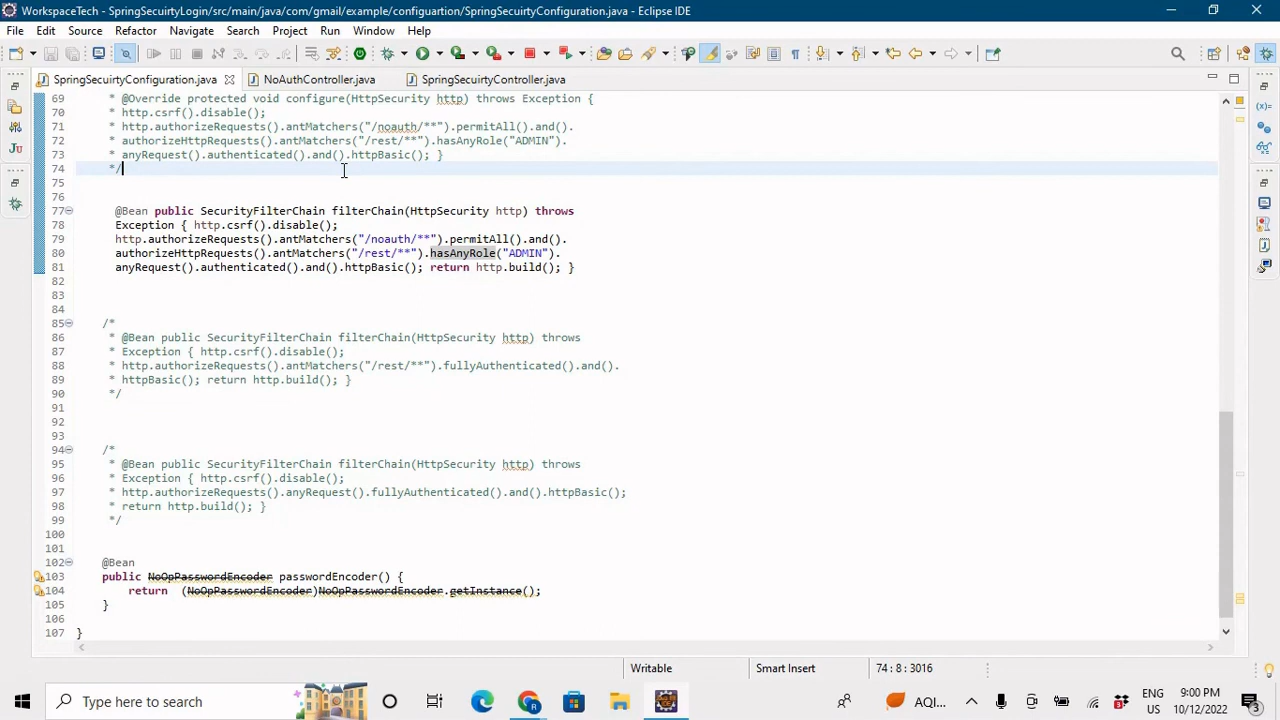 WorkspaceTech - SpringSecuirtyLogin/src/main/java/com/gmail/example/configuartion/SpringSecuirtyConfiguration.java - Eclipse IDE
File Edit Source Refactor Navigate Search Project Run Window Help
SpringSecuirtyConfiguration.java NoAuthController.java SpringSecuirtyController.java
69 * @Override protected void configure(HttpSecurity http) throws Exception {
70 * http.csrf().disable();
71 * http.authorizeRequests().antMatchers("/noauth/**").permitAll().and().
72 * authorizeHttpRequests().antMatchers("/rest/**").hasAnyRole("ADMIN").
73 * anyRequest().authenticated().and().httpBasic(); }
74 */
75
76
77 @Bean public SecurityFilterChain filterChain(HttpSecurity http) throws
78 Exception { http.csrf().disable();
79 http.authorizeRequests().antMatchers("/noauth/**").permitAll().and().
80 authorizeHttpRequests().antMatchers("/rest/**").hasAnyRole("ADMIN").
81 anyRequest().authenticated().and().httpBasic(); return http.build(); }
82
83
84
85 /*
86 * @Bean public SecurityFilterChain filterChain(HttpSecurity http) throws
87 * Exception { http.csrf().disable();
88 * http.authorizeRequests().antMatchers("/rest/**").fullyAuthenticated().and().
89 * httpBasic(); return http.build(); }
90 */
91
92
93
94 /*
95 * @Bean public SecurityFilterChain filterChain(HttpSecurity http) throws
96 * Exception { http.csrf().disable();
97 * http.authorizeRequests().anyRequest().fullyAuthenticated().and().httpBasic();
98 * return http.build(); }
99 */
100
101
102 @Bean
103 public NoOpPasswordEncoder passwordEncoder() {
104 return (NoOpPasswordEncoder)NoOpPasswordEncoder.getInstance();
105 }
106
107 }
Writable Smart Insert 74 : 8 : 3016
Type here to search AQI... ENG US 9:00 PM 10/12/2022 3